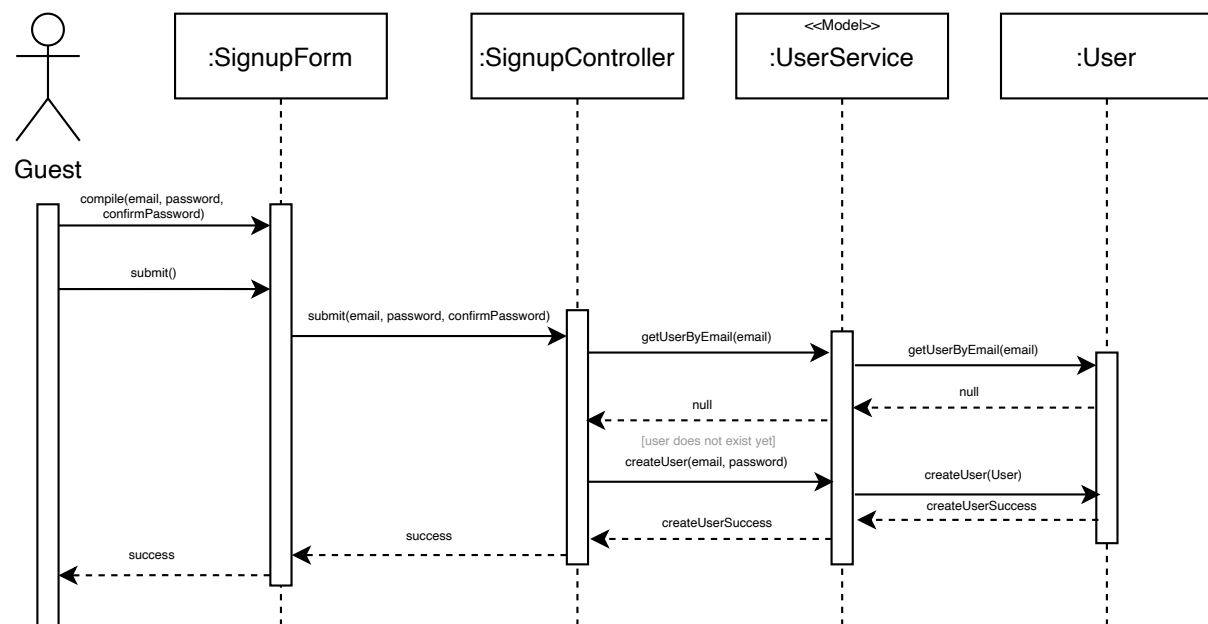 <<Model>>
:SignupForm
:SignupController
:UserService
:User
Guest
compile(email, password,
confirmPassword)
submit()
submit(email, password, confirmPassword)
getUserByEmail(email)
getUserByEmail(email)
null
null
[user does not exist yet]
createUser(email, password)
createUser(User)
createUserSuccess
createUserSuccess
success
success